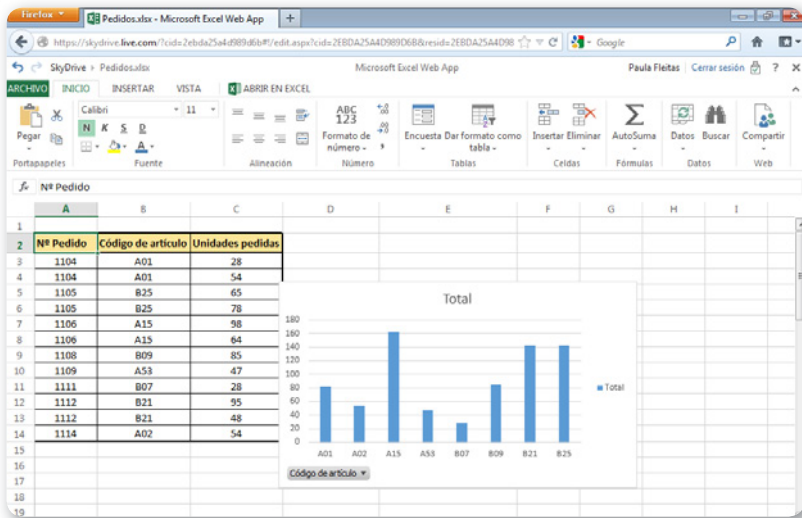 Firefox
Pedidos.xlsx - Microsoft Excel Web App
https://skydrive.live.com/?cid=2ebda25a4d989d6b#!/edit.aspx?cid=2EBDA25A4D989D6B&resid=2EBDA25A4D98
Google
SkyDrive › Pedidos.xlsx
Microsoft Excel Web App
Paula Fleitas Cerrar sesión ? X
ARCHIVO INICIO INSERTAR VISTA ABRIR EN EXCEL
Pegar
Calibri 11
N K S D
A
ABC
123
Formato de
número
Encuesta
Dar formato como
tabla
Insertar Eliminar
AutoSuma
Datos Buscar
Compartir
Portapapeles Fuente Alineación Número Tablas Celdas Fórmulas Datos Web
fx Nº Pedido
A B C D E F G H I
1
2 Nº Pedido Código de artículo Unidades pedidas
3 1104 A01 28
4 1104 A01 54
5 1105 B25 65
6 1105 B25 78
7 1106 A15 98
8 1106 A15 64
9 1108 B09 85
10 1109 A53 47
11 1111 B07 28
12 1112 B21 95
13 1112 B21 48
14 1114 A02 54
15
16
17
18
19
Total
180
160
140
120
100
80
60
40
20
0
A01 A02 A15 A53 B07 B09 B21 B25
Total
Código de artículo